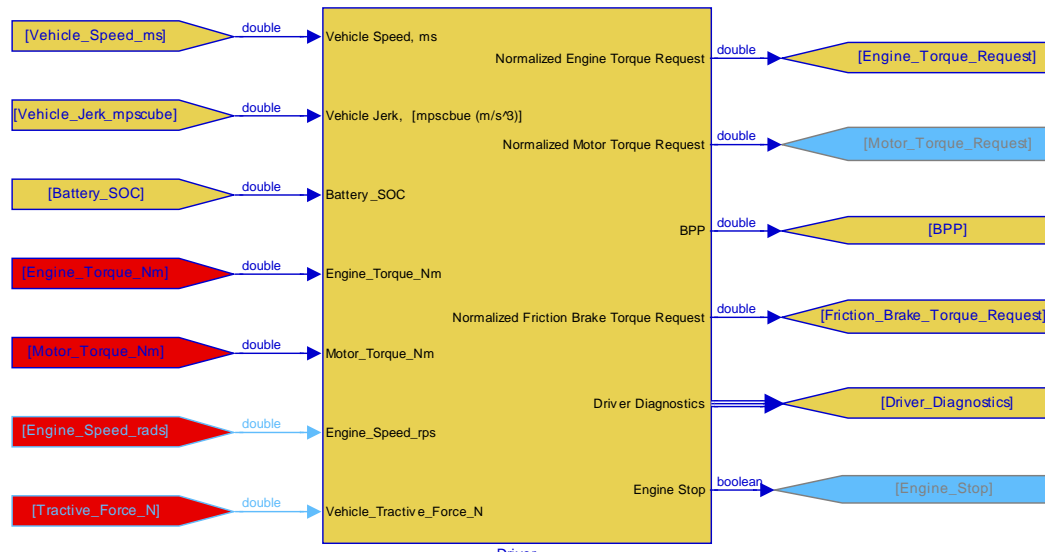 [Vehicle_Speed_ms]
double
Vehicle Speed, ms
[Vehicle_Jerk_mpscube]
double
Vehicle Jerk, [mpscbue (m/s^3)]
[Battery_SOC]
double
Battery_SOC
[Engine_Torque_Nm]
double
Engine_Torque_Nm
[Motor_Torque_Nm]
double
Motor_Torque_Nm
[Engine_Speed_rads]
double
Engine_Speed_rps
[Tractive_Force_N]
double
Vehicle_Tractive_Force_N
Normalized Engine Torque Request
double
[Engine_Torque_Request]
Normalized Motor Torque Request
double
[Motor_Torque_Request]
BPP
double
[BPP]
Normalized Friction Brake Torque Request
double
[Friction_Brake_Torque_Request]
Driver Diagnostics
[Driver_Diagnostics]
Engine Stop
boolean
[Engine_Stop]
Driver